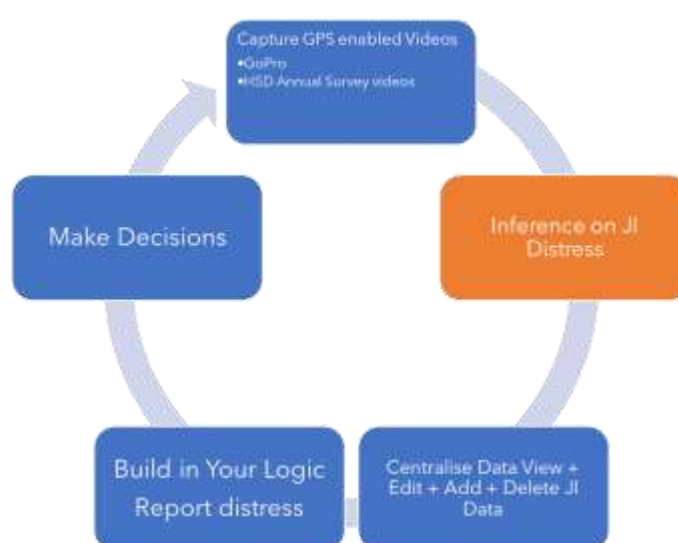 Capture GPS enabled Videos
•GoPro
•HSD Annual Survey videos
Make Decisions
Inference on JI
Distress
Build in Your Logic
Report distress
Centralise Data View +
Edit + Add + Delete JI
Data